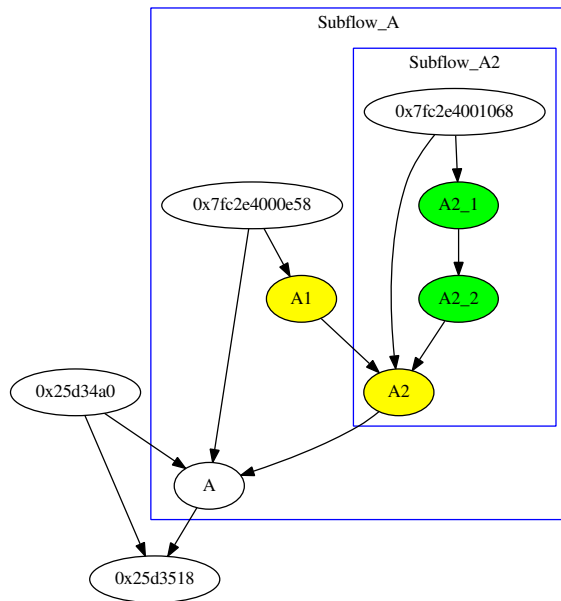 Subflow_A
Subflow_A2
0x7fc2e4001068
0x7fc2e4000e58
A2_1
A1
A2_2
0x25d34a0
A2
A
0x25d3518